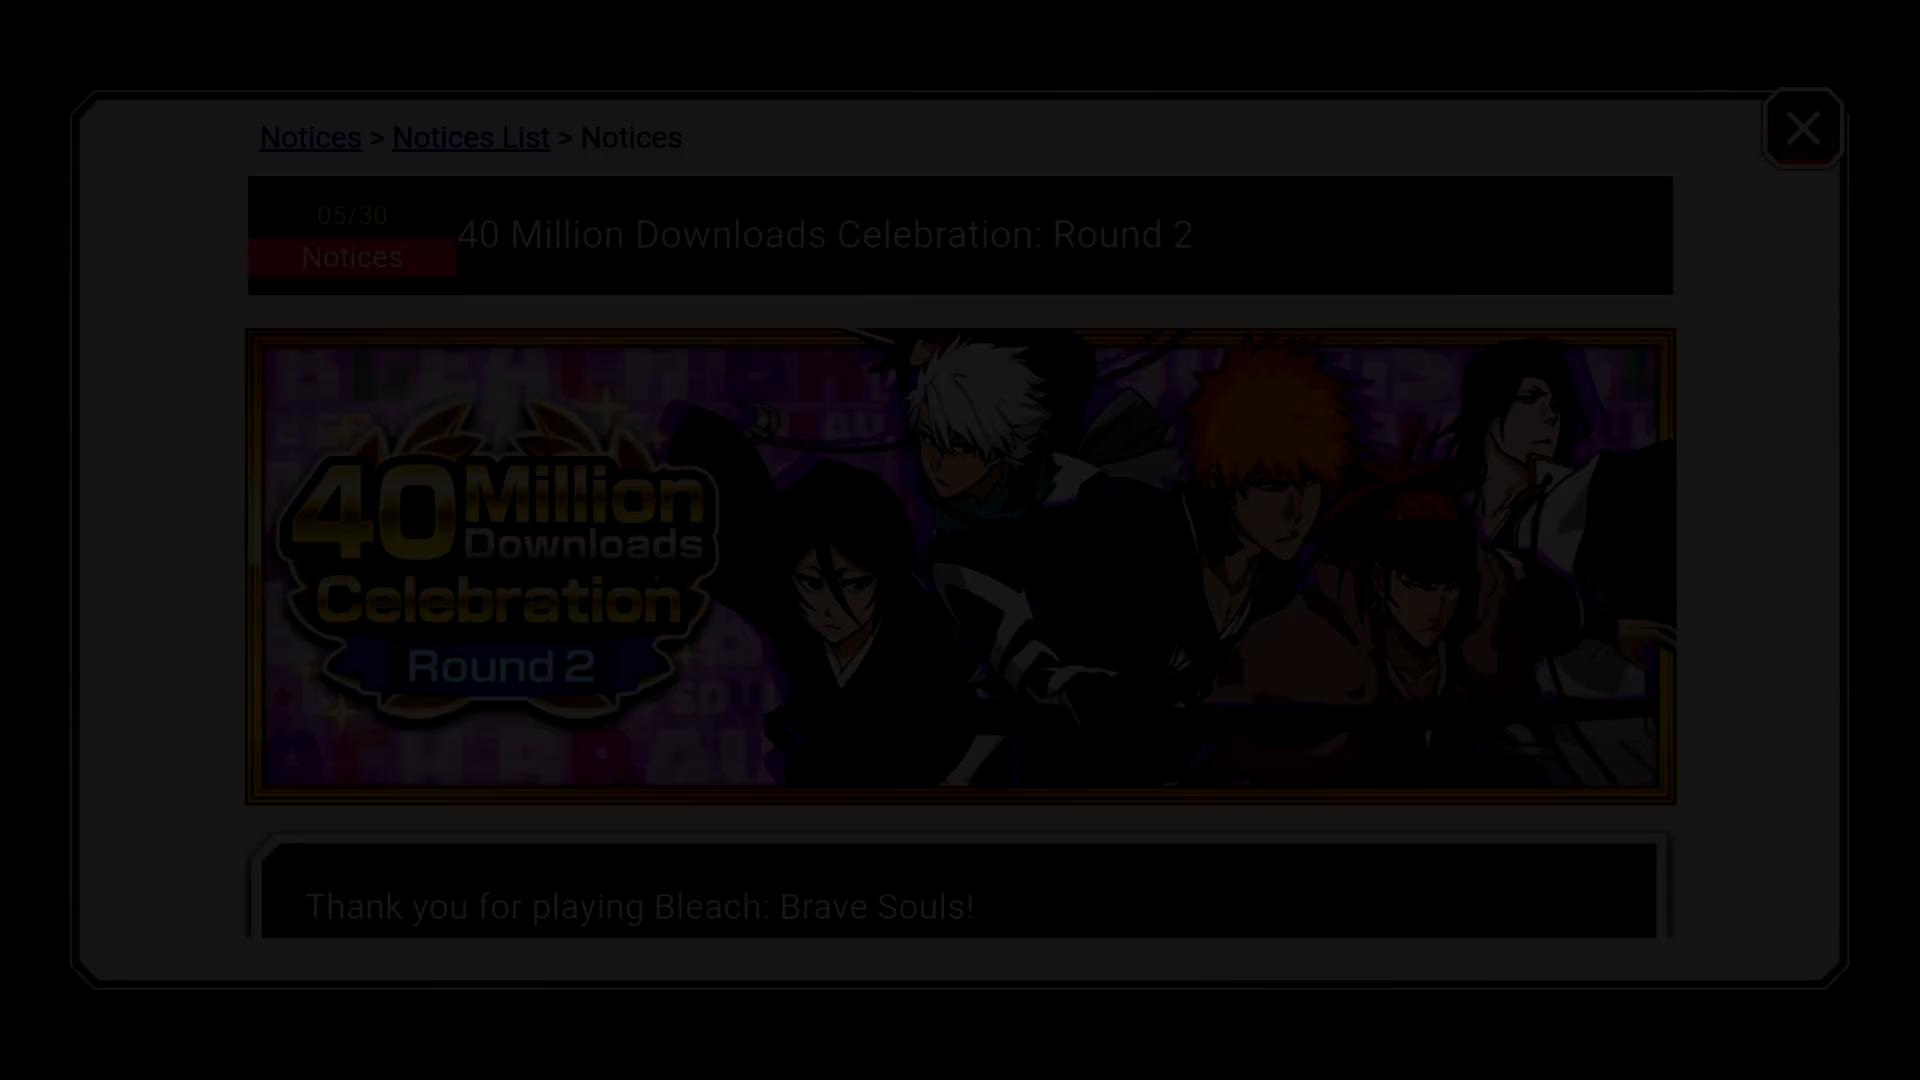 Notices > Notices List > Notices
05/30
Notices
40 Million Downloads Celebration: Round 2
40 Million
Downloads
Celebration
Round 2
Thank you for playing Bleach: Brave Souls!